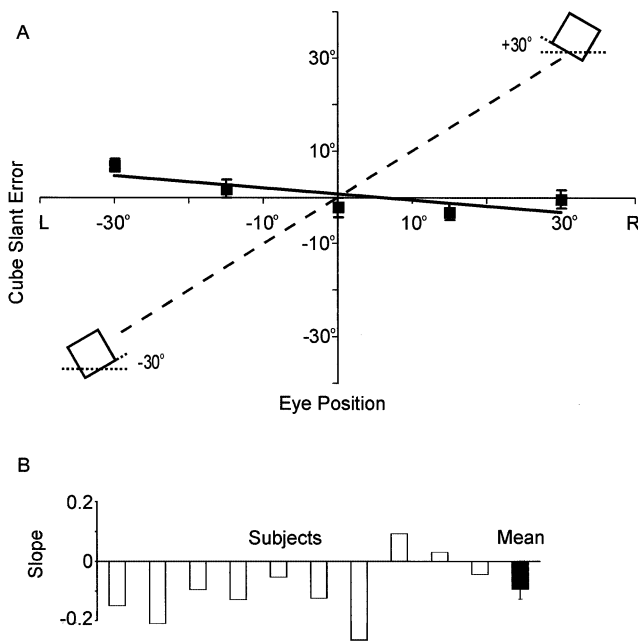 A
30°
+30°
10°
Cube Slant Error
L
-30°
-10°
10°
30°
R
-10°
-30°
-30°
Eye Position
B
0.2
Subjects
Mean
Slope
0
-0.2